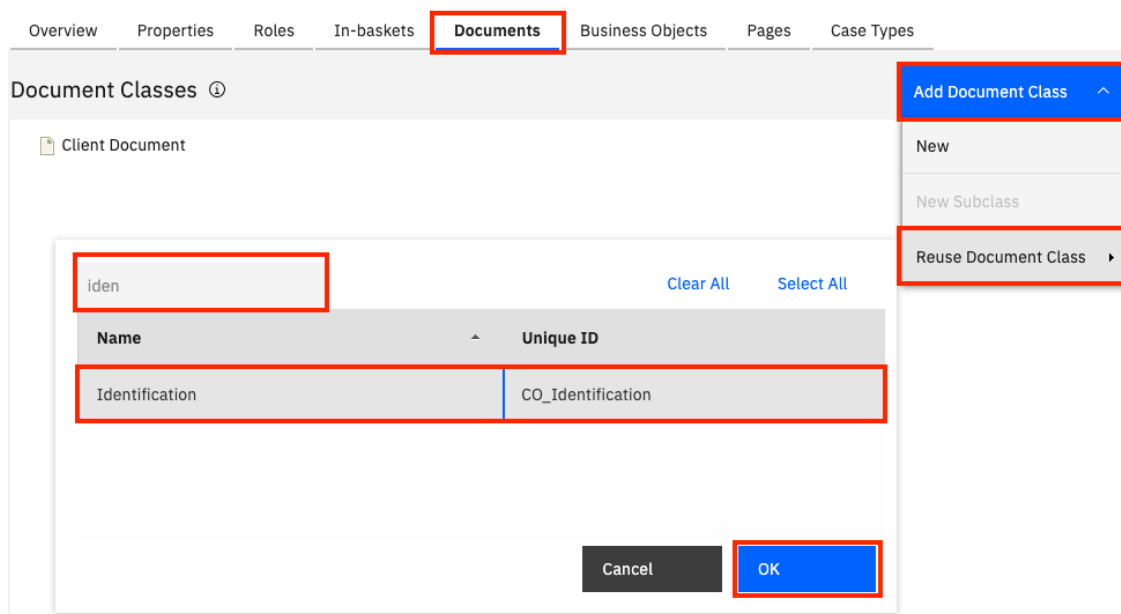 Overview Properties Roles In-baskets Documents Business Objects Pages Case Types
Document Classes
Add Document Class
Client Document
New
New Subclass
Reuse Document Class
iden
Clear All Select All
Name Unique ID
Identification CO_Identification
Cancel OK